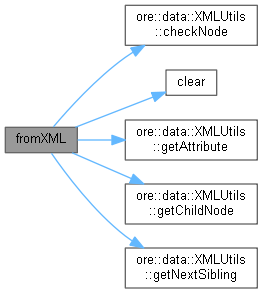 ore::data::XMLUtils
::checkNode
clear
fromXML
ore::data::XMLUtils
::getAttribute
ore::data::XMLUtils
::getChildNode
ore::data::XMLUtils
::getNextSibling